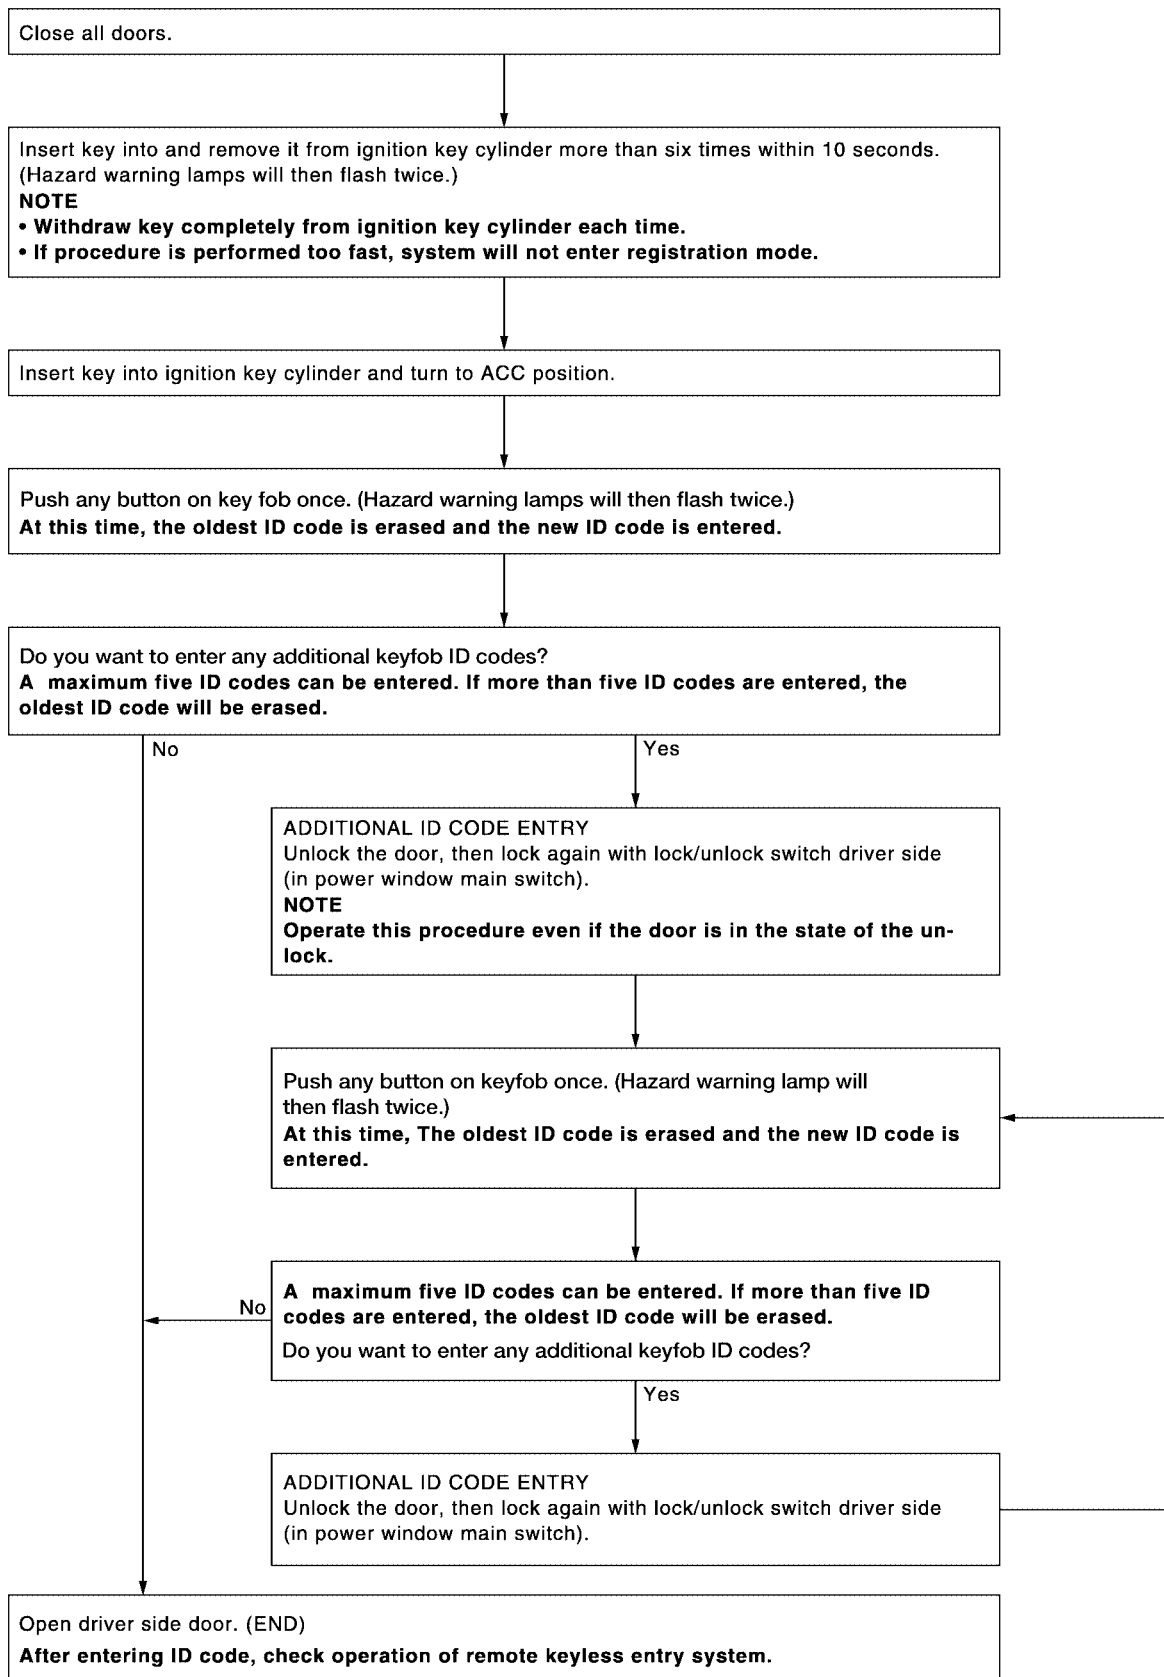 Close all doors.
Insert key into and remove it from ignition key cylinder more than six times within 10 seconds.
(Hazard warning lamps will then flash twice.)
NOTE
• Withdraw key completely from ignition key cylinder each time.
• If procedure is performed too fast, system will not enter registration mode.
Insert key into ignition key cylinder and turn to ACC position.
Push any button on key fob once. (Hazard warning lamps will then flash twice.)
At this time, the oldest ID code is erased and the new ID code is entered.
Do you want to enter any additional keyfob ID codes?
A maximum five ID codes can be entered. If more than five ID codes are entered, the
oldest ID code will be erased.
No
Yes
ADDITIONAL ID CODE ENTRY
Unlock the door, then lock again with lock/unlock switch driver side
(in power window main switch).
NOTE
Operate this procedure even if the door is in the state of the un-
lock.
Push any button on keyfob once. (Hazard warning lamp will
then flash twice.)
At this time, The oldest ID code is erased and the new ID code is
entered.
A maximum five ID codes can be entered. If more than five ID
codes are entered, the oldest ID code will be erased.
Do you want to enter any additional keyfob ID codes?
No
Yes
ADDITIONAL ID CODE ENTRY
Unlock the door, then lock again with lock/unlock switch driver side
(in power window main switch).
Open driver side door. (END)
After entering ID code, check operation of remote keyless entry system.